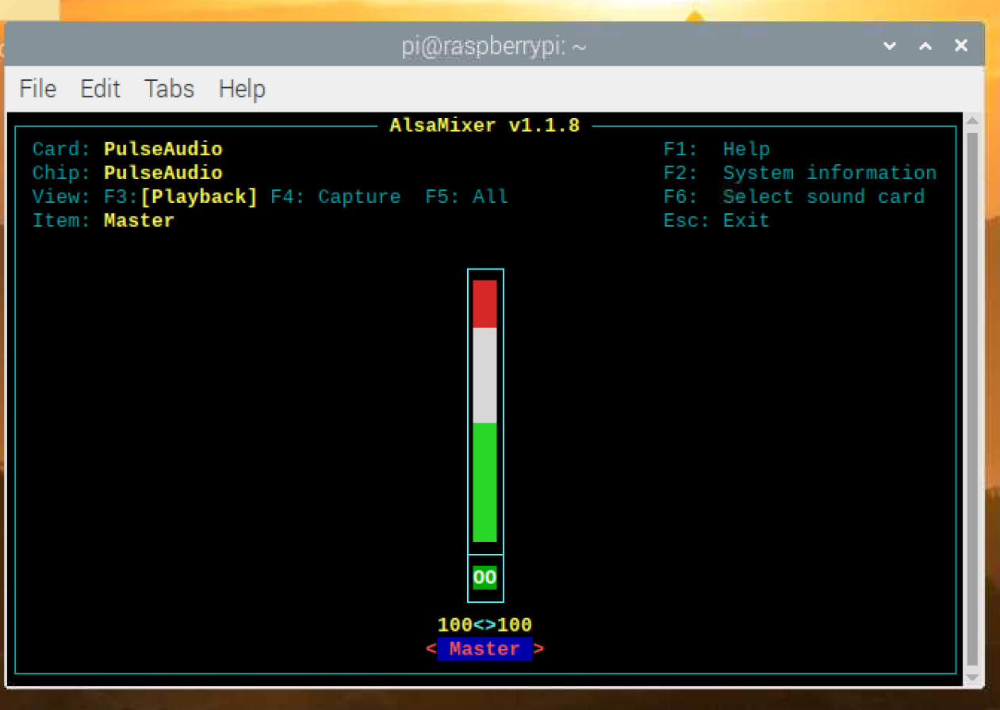 pi@raspberrypi: ~
File Edit Tabs Help
AlsaMixer v1.1.8
Card: PulseAudio F1: Help
Chip: PulseAudio F2: System information
View: F3:[Playback] F4: Capture F5: All F6: Select sound card
Item: Master Esc: Exit
OO
100<>100
< Master >